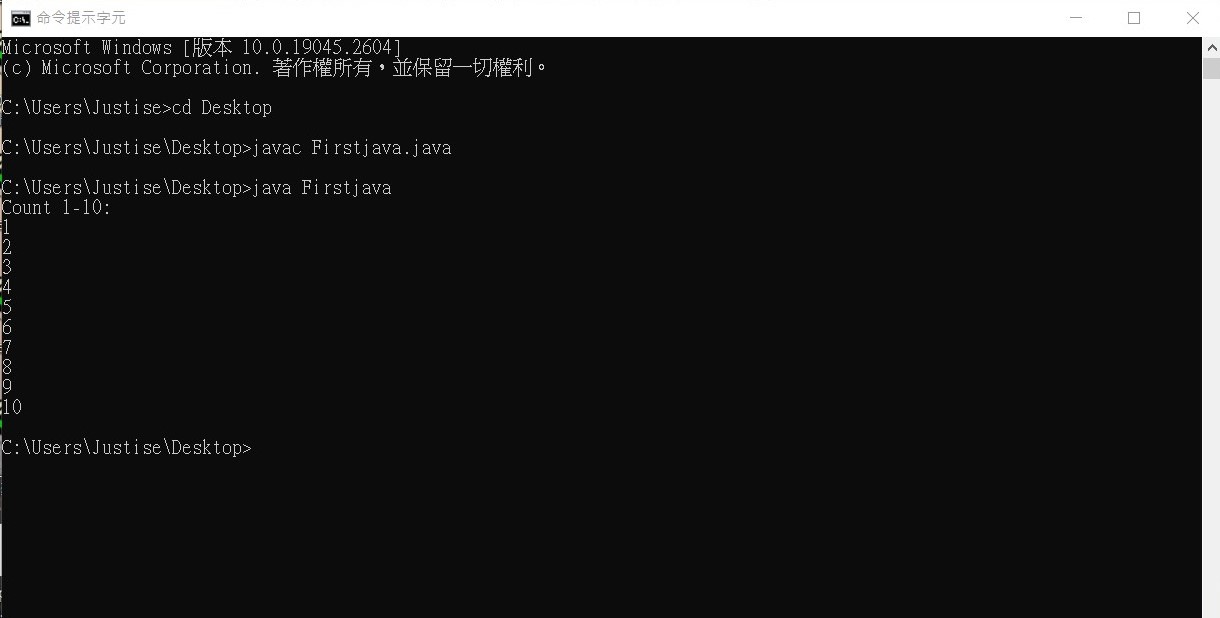 命令提示字元
Microsoft Windows [版本 10.0.19045.2604]
(c) Microsoft Corporation. 著作權所有，並保留一切權利。
C:\Users\Justise>cd Desktop
C:\Users\Justise\Desktop>javac Firstjava.java
C:\Users\Justise\Desktop>java Firstjava
Count 1-10:
1
2
3
4
5
6
7
8
9
10
C:\Users\Justise\Desktop>